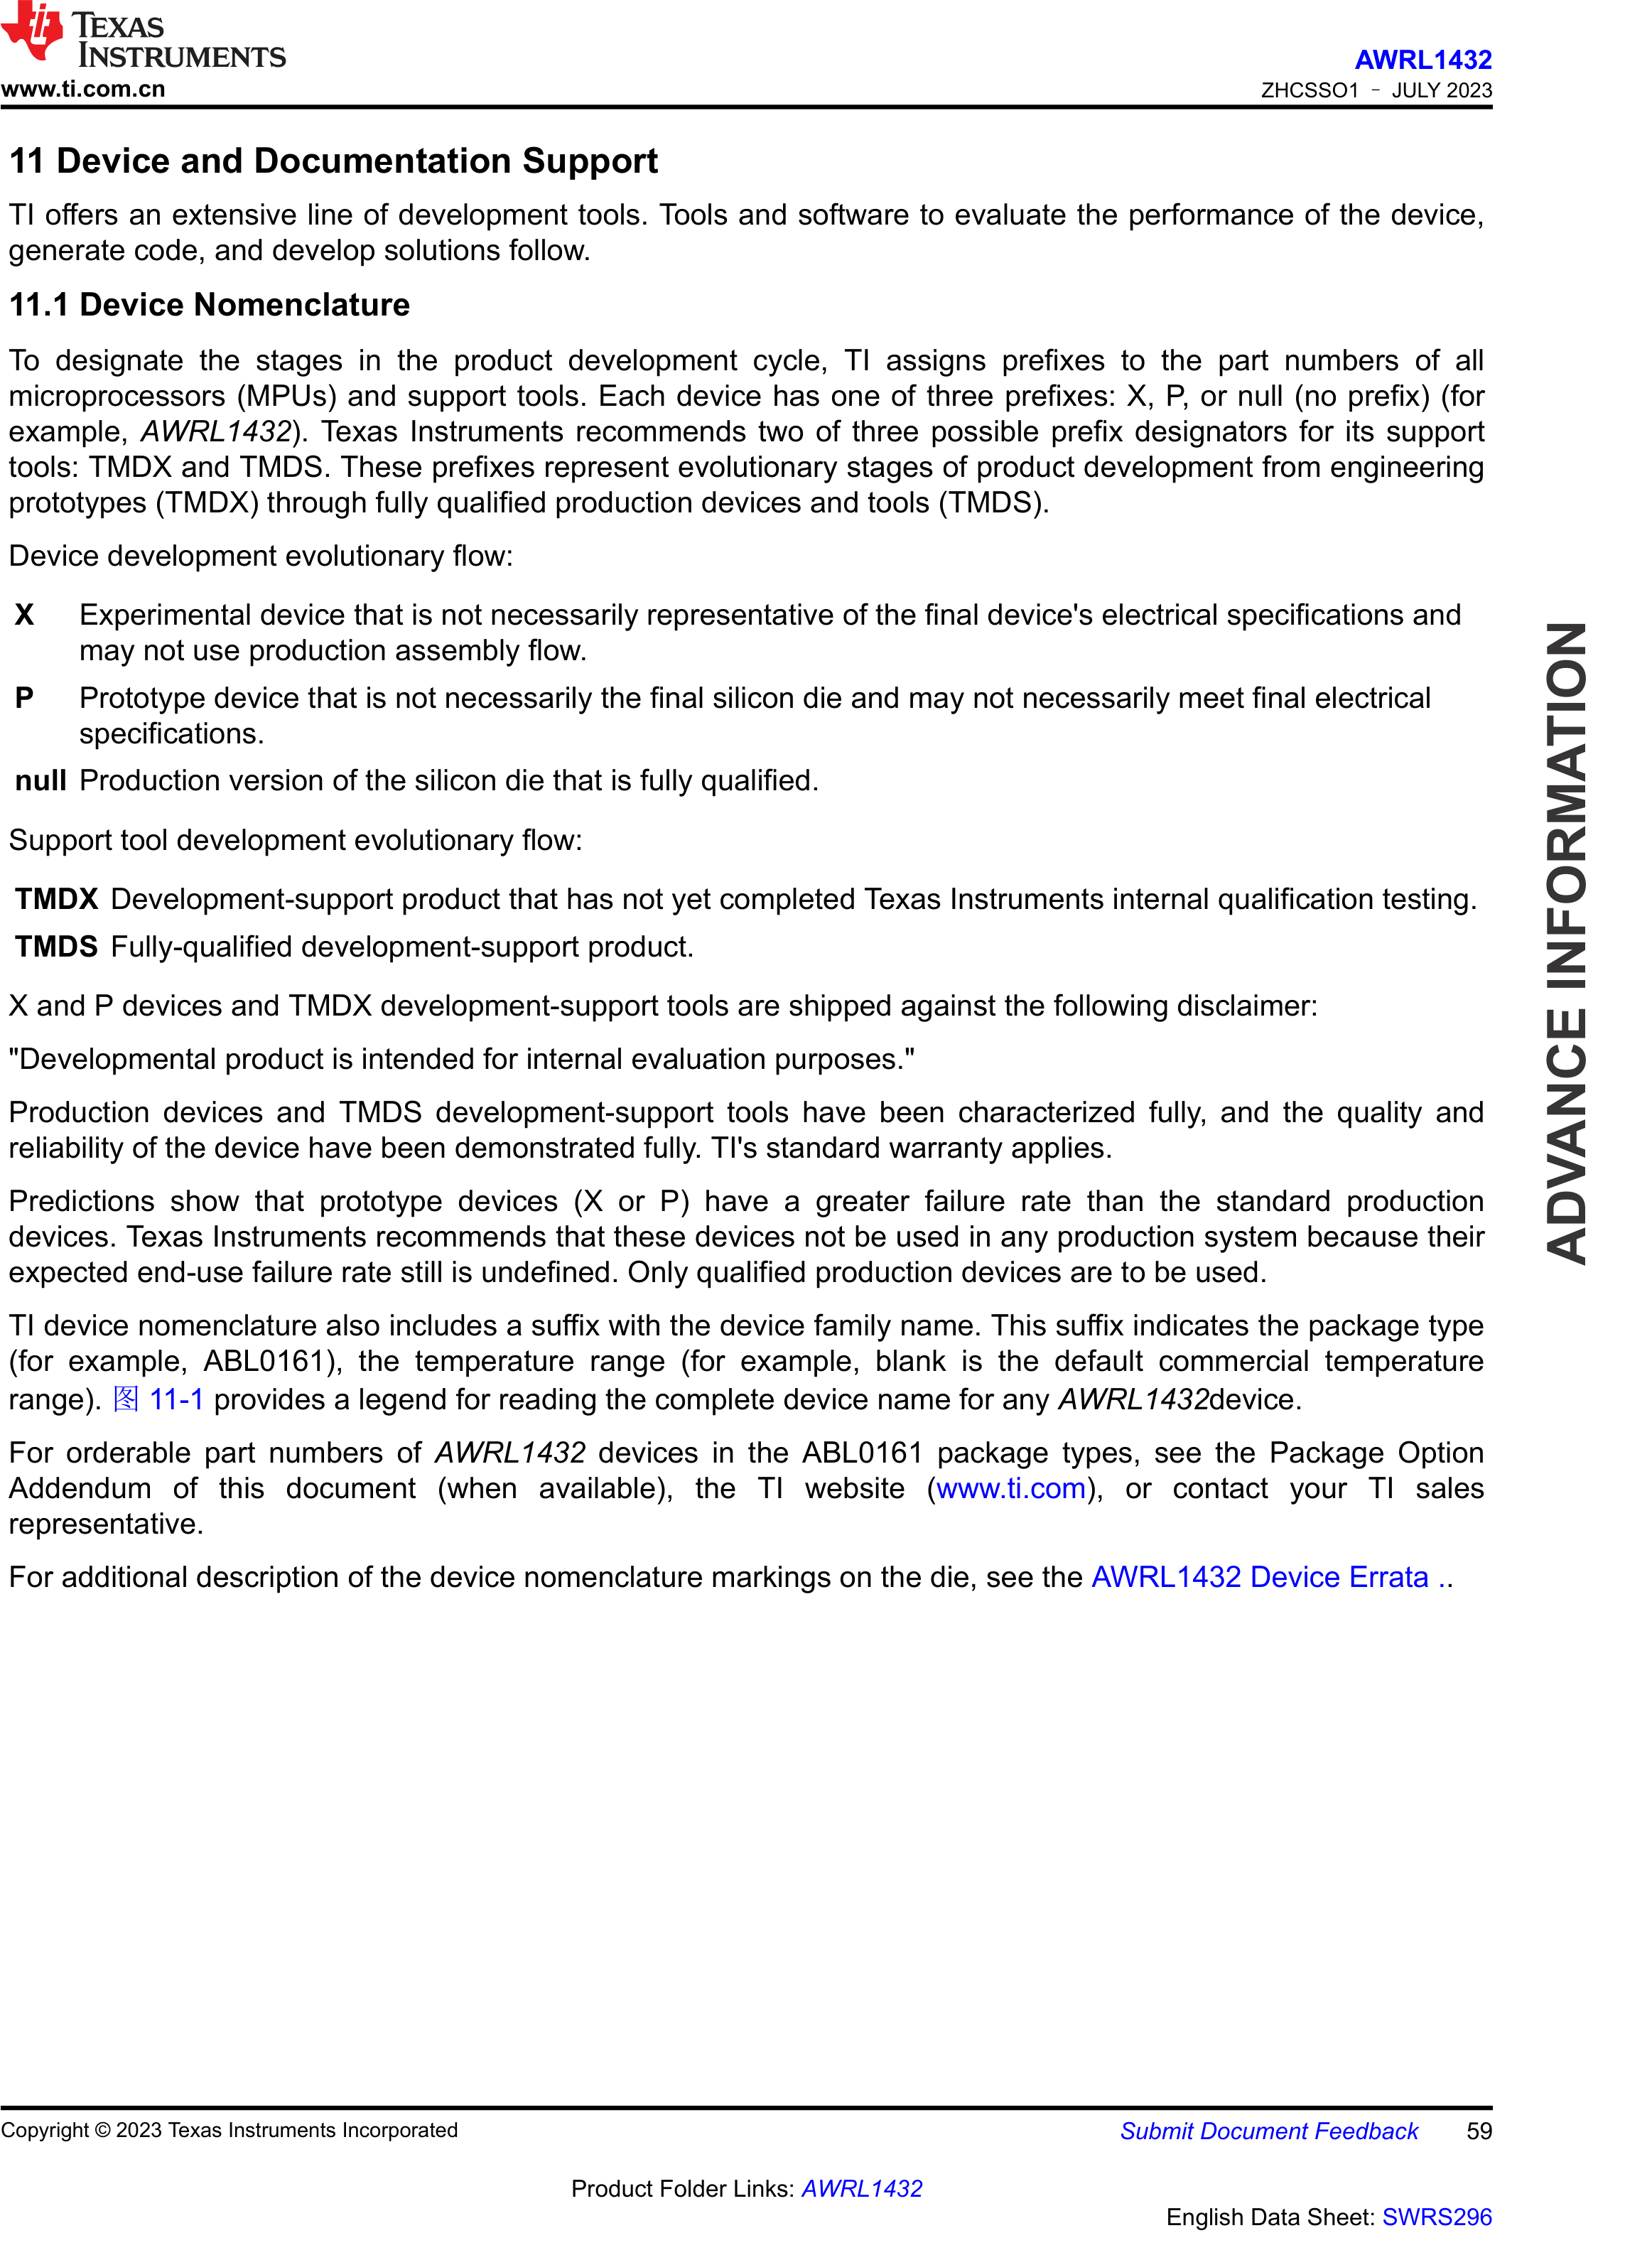 TEXAS
INSTRUMENTS
www.ti.com.cn
AWRL1432
ZHCSSO1 – JULY 2023
11 Device and Documentation Support
TI offers an extensive line of development tools. Tools and software to evaluate the performance of the device,
generate code, and develop solutions follow.
11.1 Device Nomenclature
To designate the stages in the product development cycle, TI assigns prefixes to the part numbers of all
microprocessors (MPUs) and support tools. Each device has one of three prefixes: X, P, or null (no prefix) (for
example, AWRL1432). Texas Instruments recommends two of three possible prefix designators for its support
tools: TMDX and TMDS. These prefixes represent evolutionary stages of product development from engineering
prototypes (TMDX) through fully qualified production devices and tools (TMDS).
Device development evolutionary flow:
X Experimental device that is not necessarily representative of the final device's electrical specifications and
may not use production assembly flow.
P Prototype device that is not necessarily the final silicon die and may not necessarily meet final electrical
specifications.
null Production version of the silicon die that is fully qualified.
Support tool development evolutionary flow:
TMDX Development-support product that has not yet completed Texas Instruments internal qualification testing.
TMDS Fully-qualified development-support product.
X and P devices and TMDX development-support tools are shipped against the following disclaimer:
"Developmental product is intended for internal evaluation purposes."
Production devices and TMDS development-support tools have been characterized fully, and the quality and
reliability of the device have been demonstrated fully. TI's standard warranty applies.
Predictions show that prototype devices (X or P) have a greater failure rate than the standard production
devices. Texas Instruments recommends that these devices not be used in any production system because their
expected end-use failure rate still is undefined. Only qualified production devices are to be used.
TI device nomenclature also includes a suffix with the device family name. This suffix indicates the package type
(for example, ABL0161), the temperature range (for example, blank is the default commercial temperature
range). 图 11-1 provides a legend for reading the complete device name for any AWRL1432device.
For orderable part numbers of AWRL1432 devices in the ABL0161 package types, see the Package Option
Addendum of this document (when available), the TI website (www.ti.com), or contact your TI sales
representative.
For additional description of the device nomenclature markings on the die, see the AWRL1432 Device Errata ..
ADVANCE INFORMATION
Copyright © 2023 Texas Instruments Incorporated
Submit Document Feedback 59
Product Folder Links: AWRL1432
English Data Sheet: SWRS296